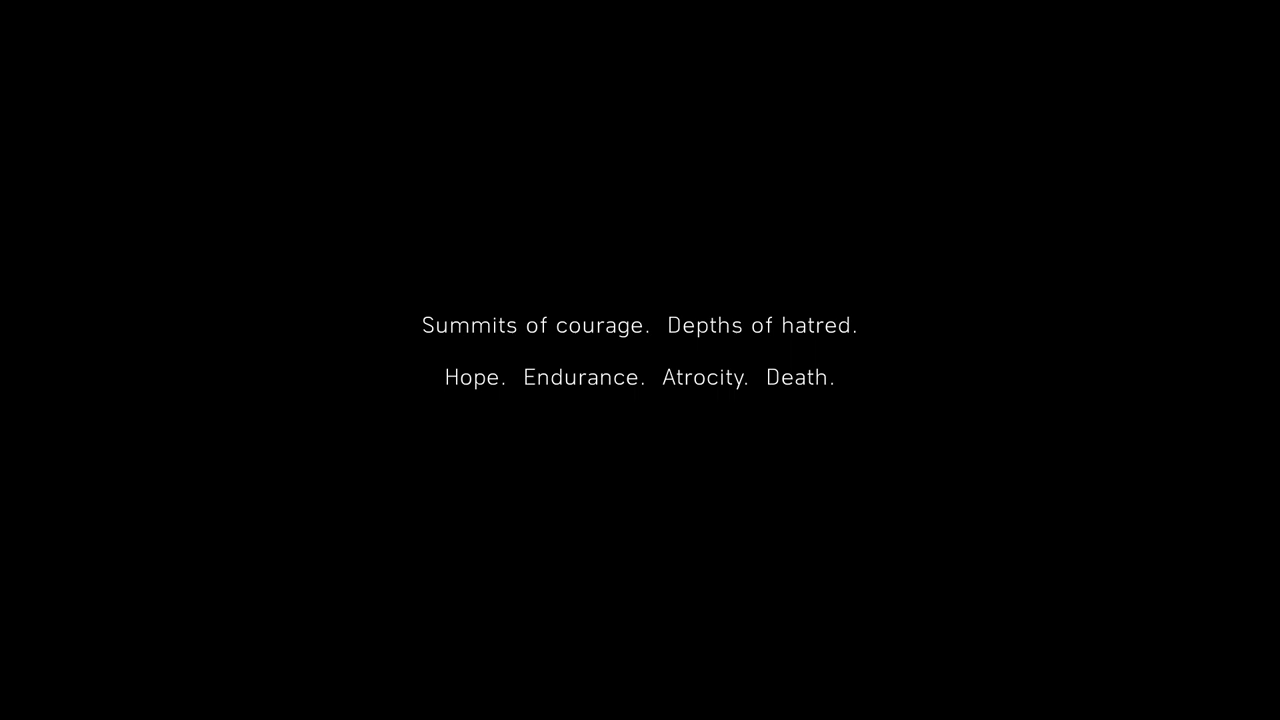 Summits of courage.  Depths of hatred.
Hope.  Endurance.  Atrocity.  Death.